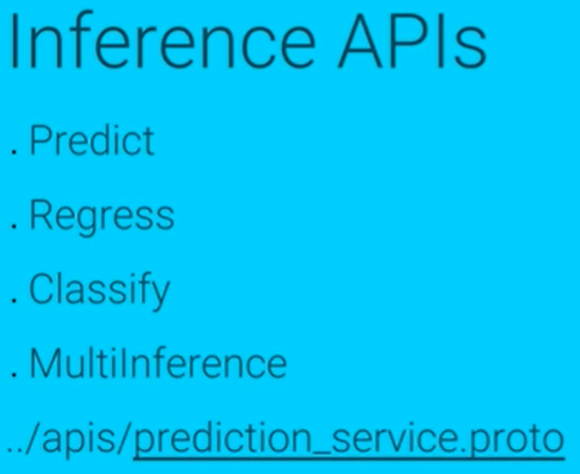 Inference APIs
. Predict
. Regress
. Classify
. MultiInference
../apis/prediction_service.proto